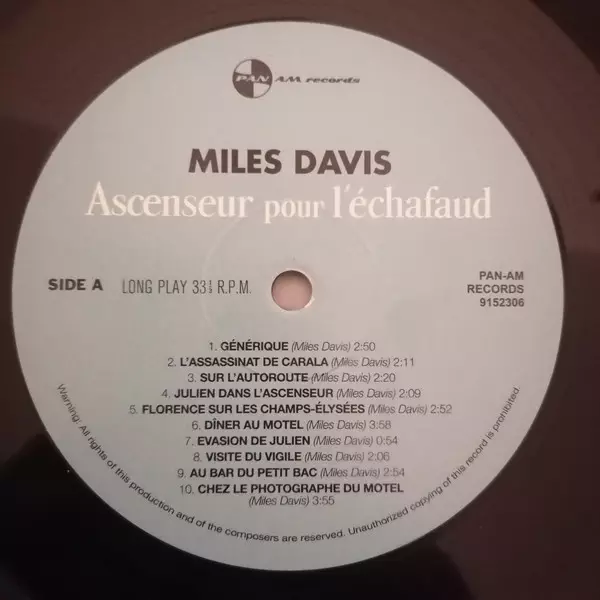 PAN AM records
MILES DAVIS
Ascenseur pour l'échafaud
SIDE A LONG PLAY 33⅓ R.P.M.
PAN-AM
RECORDS
9152306
1. GÉNÉRIQUE (Miles Davis) 2:50
2. L'ASSASSINAT DE CARALA (Miles Davis) 2:11
3. SUR L'AUTOROUTE (Miles Davis) 2:20
4. JULIEN DANS L'ASCENSEUR (Miles Davis) 2:09
5. FLORENCE SUR LES CHAMPS-ÉLYSÉES (Miles Davis) 2:52
6. DÎNER AU MOTEL (Miles Davis) 3:58
7. EVASION DE JULIEN (Miles Davis) 0:54
8. VISITE DU VIGILE (Miles Davis) 2:06
9. AU BAR DU PETIT BAC (Miles Davis) 2:54
10. CHEZ LE PHOTOGRAPHE DU MOTEL
(Miles Davis) 3:55
Warning: All rights of this production and of the composers are reserved. Unauthorized copying of this record is prohibited.